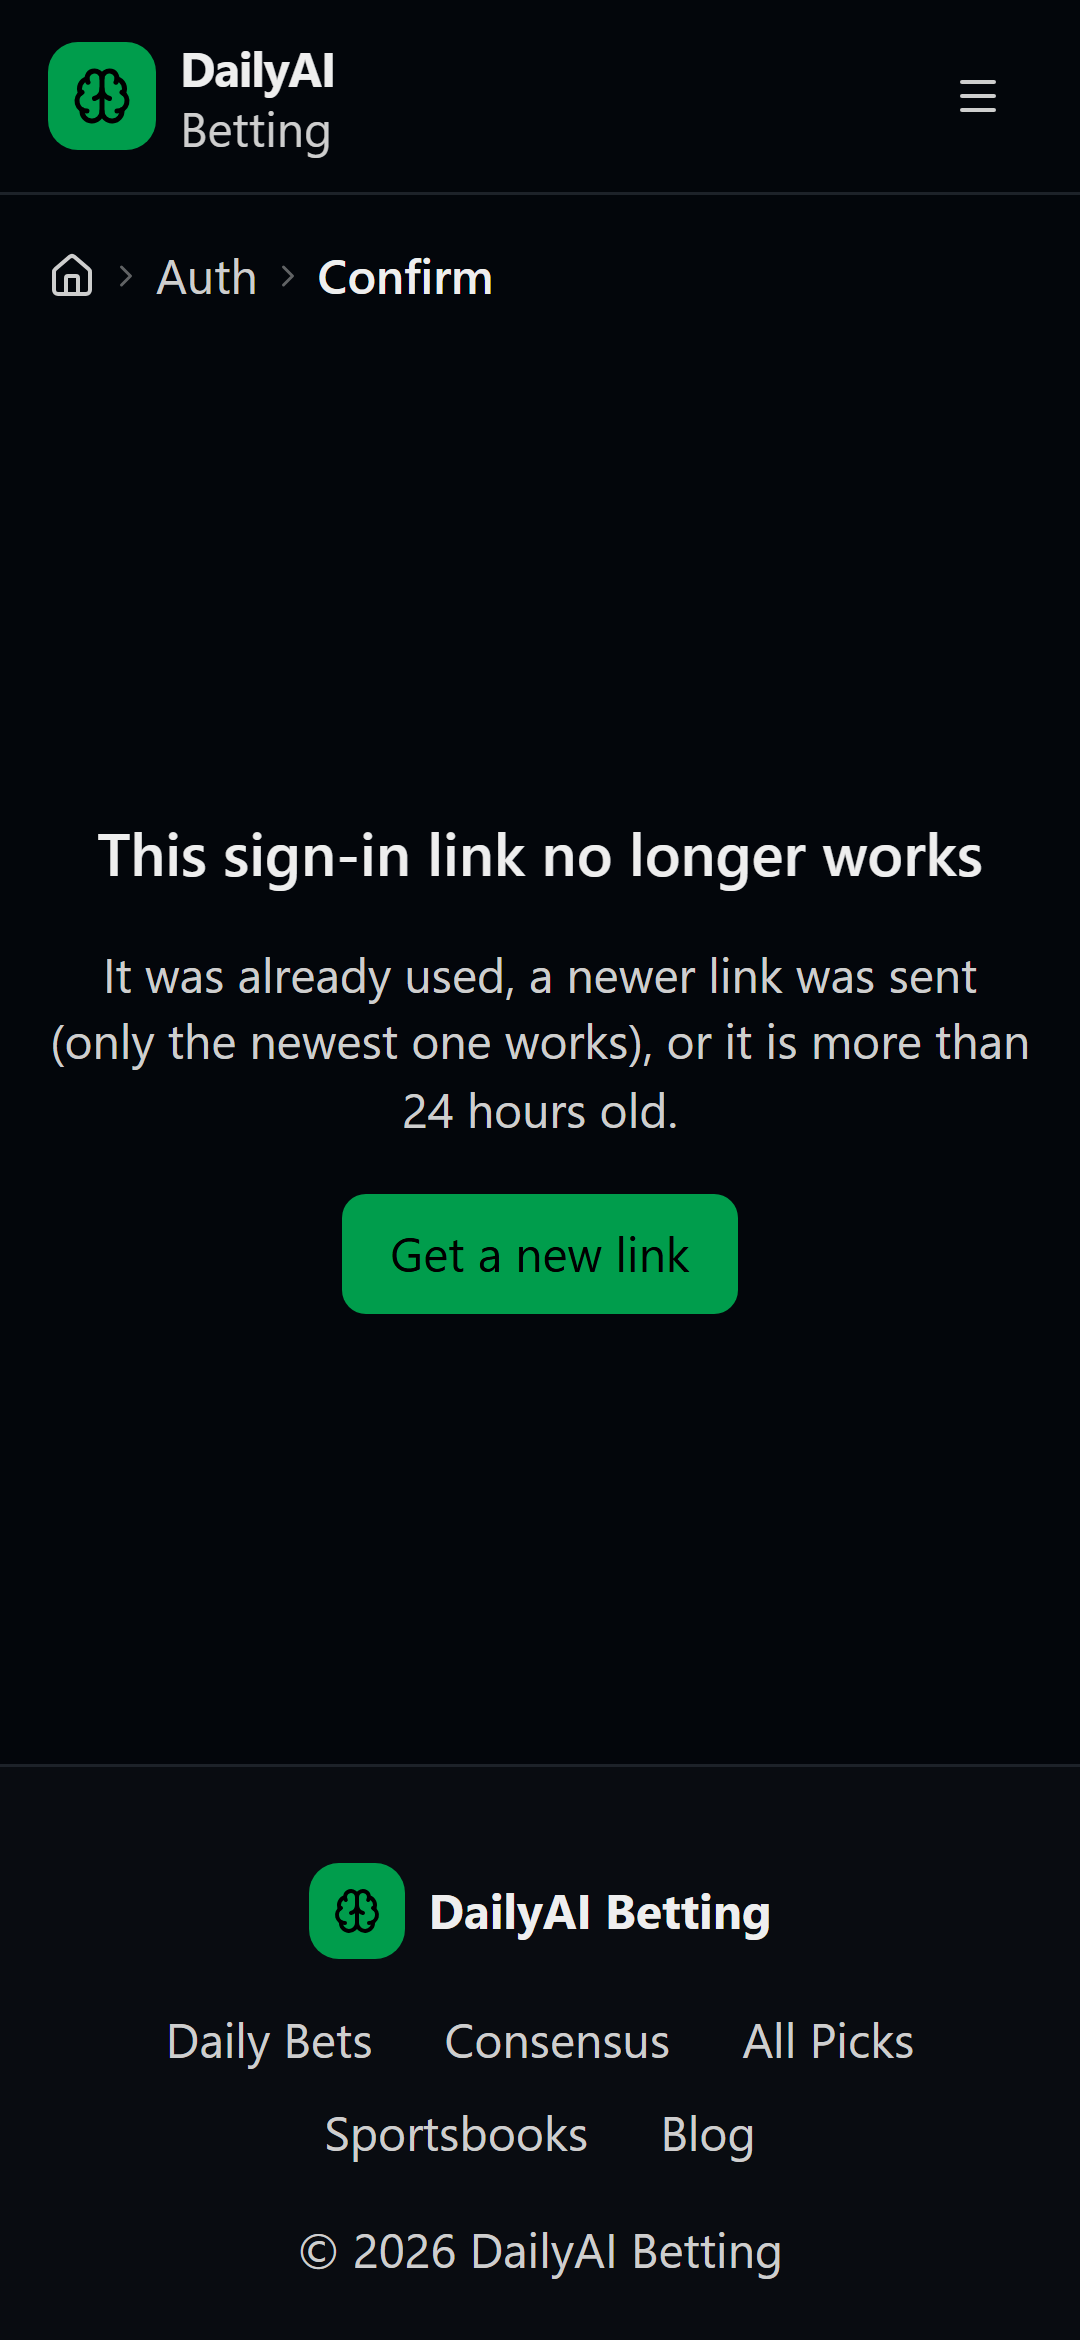 DailyAI
Betting
Auth
Confirm
This sign-in link no longer works
It was already used, a newer link was sent
(only the newest one works), or it is more than
24 hours old.
Get a new link
DailyAI Betting
Daily Bets
Consensus
All Picks
Sportsbooks
Blog
© 2026 DailyAI Betting